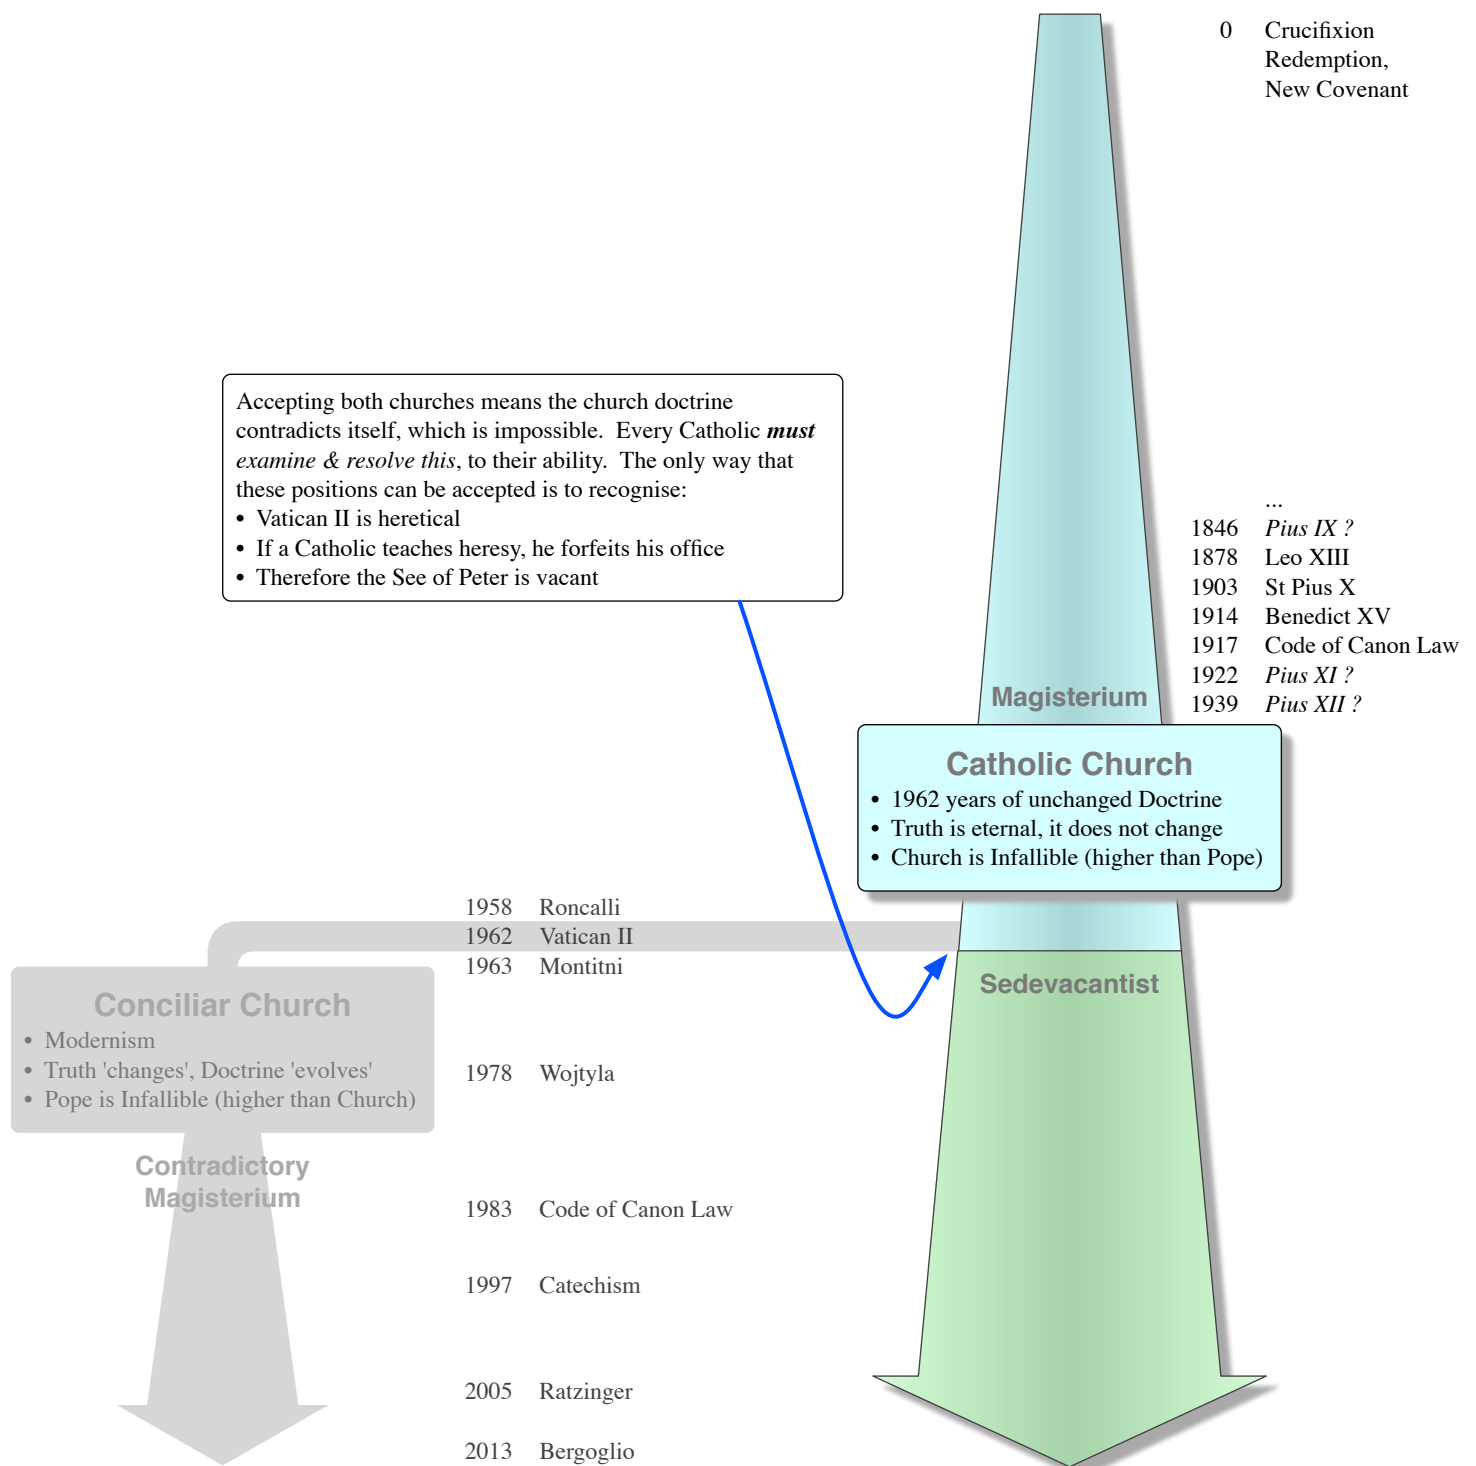 0 Crucifixion
Redemption,
New Covenant
Accepting both churches means the church doctrine
contradicts itself, which is impossible. Every Catholic must
examine & resolve this, to their ability. The only way that
these positions can be accepted is to recognise:
• Vatican II is heretical
• If a Catholic teaches heresy, he forfeits his office
• Therefore the See of Peter is vacant
...
1846 Pius IX ?
1878 Leo XIII
1903 St Pius X
1914 Benedict XV
1917 Code of Canon Law
1922 Pius XI ?
1939 Pius XII ?
Magisterium
Catholic Church
• 1962 years of unchanged Doctrine
• Truth is eternal, it does not change
• Church is Infallible (higher than Pope)
Sedevacantist
1958 Roncalli
1962 Vatican II
1963 Montitni
1978 Wojtyla
1983 Code of Canon Law
1997 Catechism
2005 Ratzinger
2013 Bergoglio
Conciliar Church
• Modernism
• Truth 'changes', Doctrine 'evolves'
• Pope is Infallible (higher than Church)
Contradictory
Magisterium